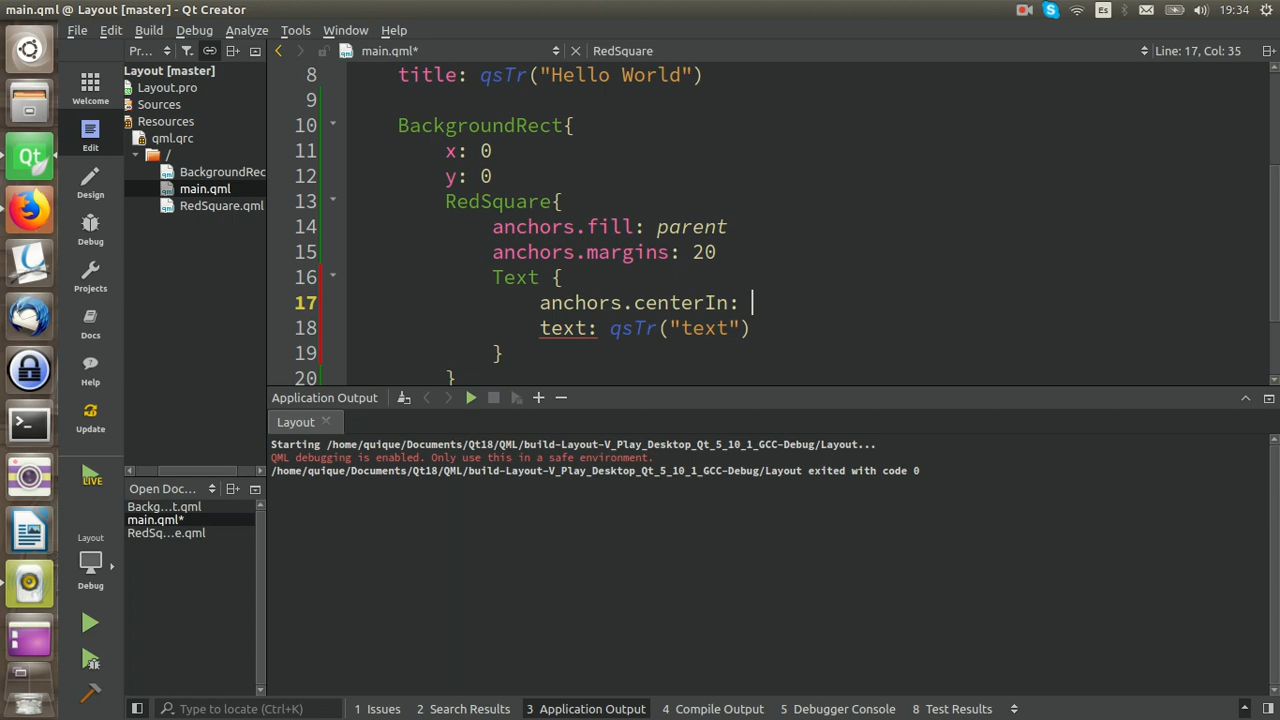 main.qml @ Layout [master] - Qt Creator
Es
19:34
File Edit Build Debug Analyze Tools Window Help
Pr...
main.qml*
RedSquare
Line: 17, Col: 35
Welcome
Edit
Design
Debug
Projects
Docs
Help
Update
LIVE
Layout
Debug
Layout [master]
Layout.pro
Sources
Resources
qml.qrc
/
BackgroundRec
main.qml
RedSquare.qml
Open Doc...
Backg...t.qml
main.qml*
RedSq...e.qml
8 title: qsTr("Hello World")
9
10 BackgroundRect{
11 x: 0
12 y: 0
13 RedSquare{
14 anchors.fill: parent
15 anchors.margins: 20
16 Text {
17 anchors.centerIn:
18 text: qsTr("text")
19 }
20 }
Application Output
Layout
Starting /home/quique/Documents/Qt18/QML/build-Layout-V_Play_Desktop_Qt_5_10_1_GCC-Debug/Layout...
QML debugging is enabled. Only use this in a safe environment.
/home/quique/Documents/Qt18/QML/build-Layout-V_Play_Desktop_Qt_5_10_1_GCC-Debug/Layout exited with code 0
Type to locate (Ctrl+K)
1 Issues
2 Search Results
3 Application Output
4 Compile Output
5 Debugger Console
8 Test Results